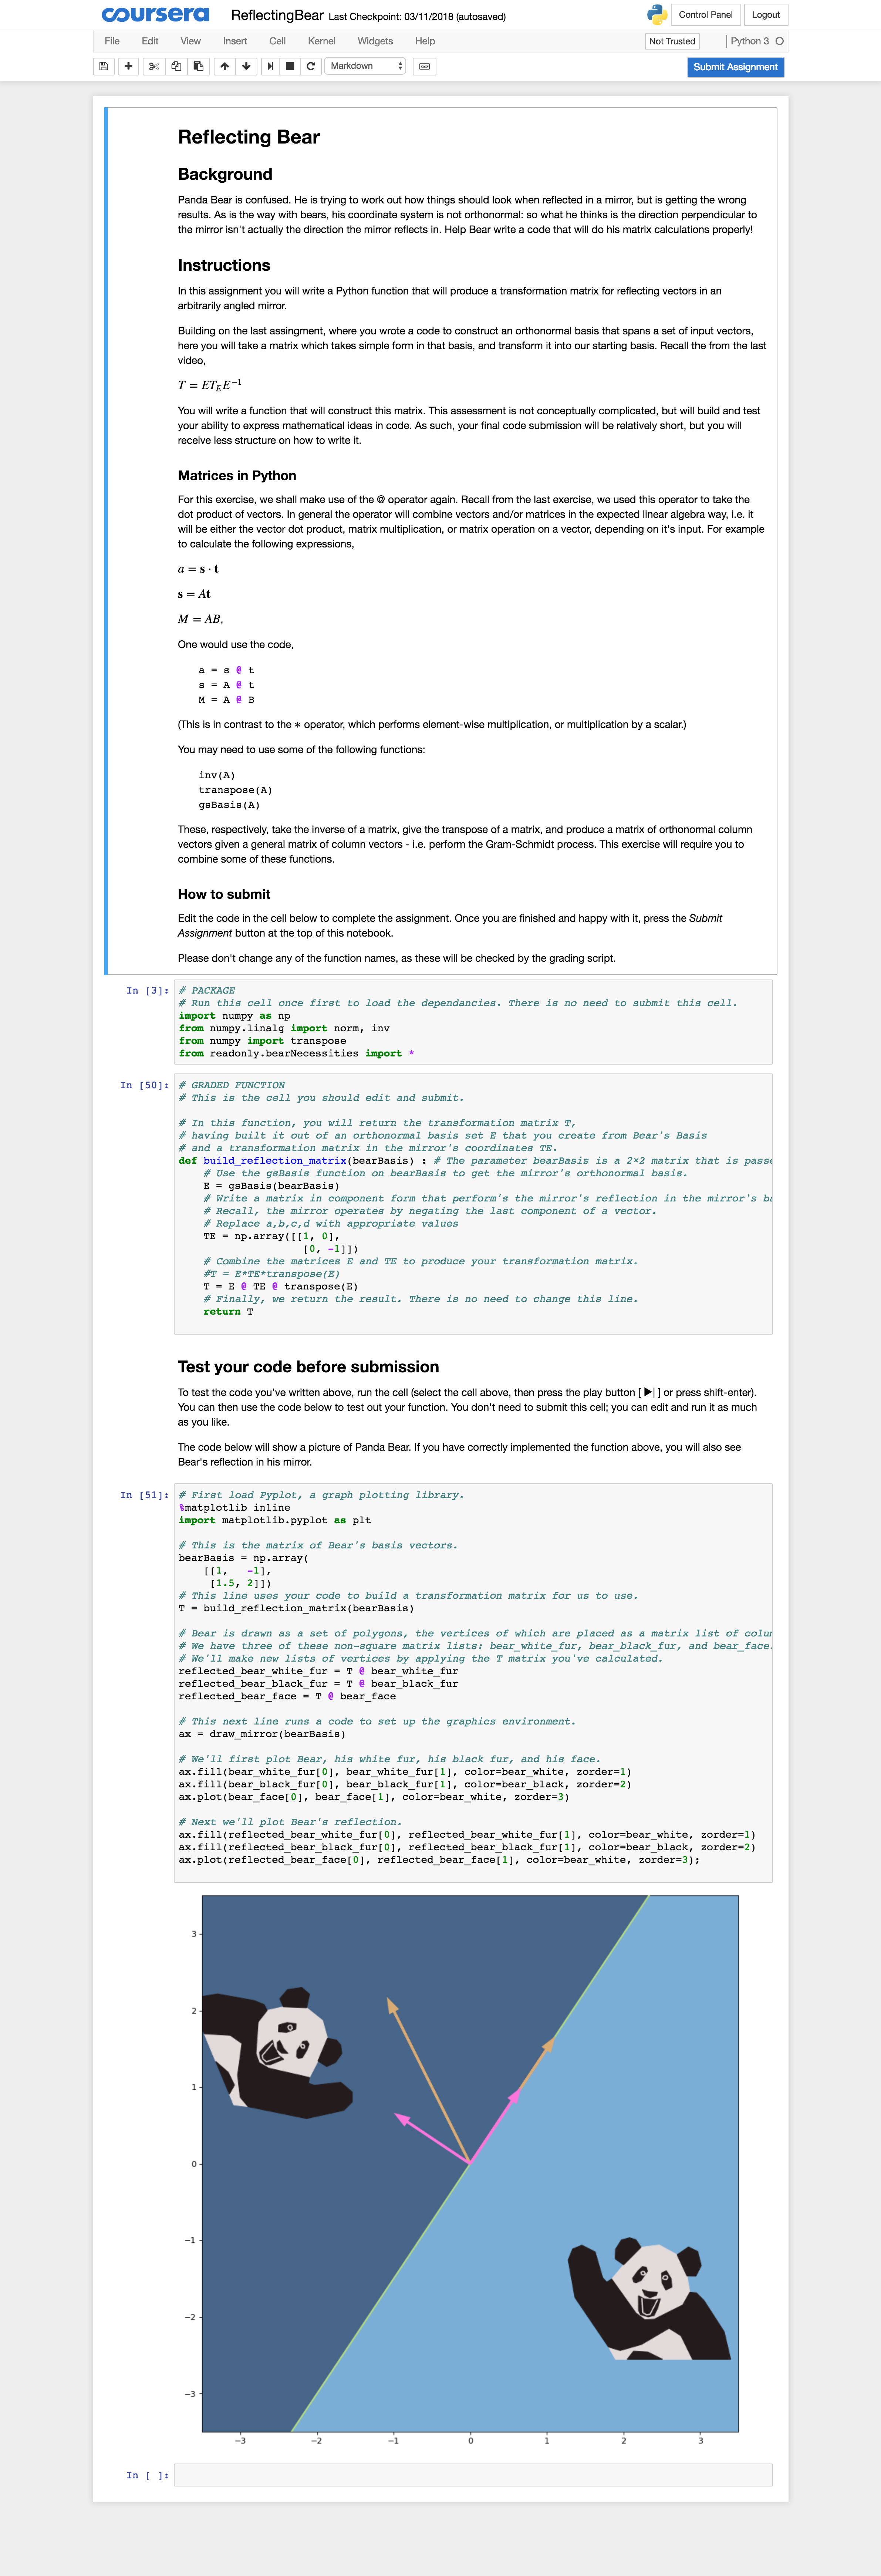 coursera ReflectingBear Last Checkpoint: 03/11/2018 (autosaved) Control Panel Logout
File Edit View Insert Cell Kernel Widgets Help Not Trusted Python 3
Markdown Submit Assignment
Reflecting Bear
Background
Panda Bear is confused. He is trying to work out how things should look when reflected in a mirror, but is getting the wrong
results. As is the way with bears, his coordinate system is not orthonormal: so what he thinks is the direction perpendicular to
the mirror isn't actually the direction the mirror reflects in. Help Bear write a code that will do his matrix calculations properly!
Instructions
In this assignment you will write a Python function that will produce a transformation matrix for reflecting vectors in an
arbitrarily angled mirror.
Building on the last assingment, where you wrote a code to construct an orthonormal basis that spans a set of input vectors,
here you will take a matrix which takes simple form in that basis, and transform it into our starting basis. Recall the from the last
video,
T = ET_E E^{-1}
You will write a function that will construct this matrix. This assessment is not conceptually complicated, but will build and test
your ability to express mathematical ideas in code. As such, your final code submission will be relatively short, but you will
receive less structure on how to write it.
Matrices in Python
For this exercise, we shall make use of the @ operator again. Recall from the last exercise, we used this operator to take the
dot product of vectors. In general the operator will combine vectors and/or matrices in the expected linear algebra way, i.e. it
will be either the vector dot product, matrix multiplication, or matrix operation on a vector, depending on it's input. For example
to calculate the following expressions,
a = s · t
s = At
M = AB,
One would use the code,
a = s @ t
s = A @ t
M = A @ B
(This is in contrast to the ∗ operator, which performs element-wise multiplication, or multiplication by a scalar.)
You may need to use some of the following functions:
inv(A)
transpose(A)
gsBasis(A)
These, respectively, take the inverse of a matrix, give the transpose of a matrix, and produce a matrix of orthonormal column
vectors given a general matrix of column vectors - i.e. perform the Gram-Schmidt process. This exercise will require you to
combine some of these functions.
How to submit
Edit the code in the cell below to complete the assignment. Once you are finished and happy with it, press the Submit
Assignment button at the top of this notebook.
Please don't change any of the function names, as these will be checked by the grading script.
In [3]: # PACKAGE
# Run this cell once first to load the dependancies. There is no need to submit this cell.
import numpy as np
from numpy.linalg import norm, inv
from numpy import transpose
from readonly.bearNecessities import *
In [50]: # GRADED FUNCTION
# This is the cell you should edit and submit.
# In this function, you will return the transformation matrix T,
# having built it out of an orthonormal basis set E that you create from Bear's Basis
# and a transformation matrix in the mirror's coordinates TE.
def build_reflection_matrix(bearBasis) : # The parameter bearBasis is a 2×2 matrix that is passe
# Use the gsBasis function on bearBasis to get the mirror's orthonormal basis.
E = gsBasis(bearBasis)
# Write a matrix in component form that perform's the mirror's reflection in the mirror's ba
# Recall, the mirror operates by negating the last component of a vector.
# Replace a,b,c,d with appropriate values
TE = np.array([[1, 0],
[0, -1]])
# Combine the matrices E and TE to produce your transformation matrix.
#T = E*TE*transpose(E)
T = E @ TE @ transpose(E)
# Finally, we return the result. There is no need to change this line.
return T
Test your code before submission
To test the code you've written above, run the cell (select the cell above, then press the play button [ ▶| ] or press shift-enter).
You can then use the code below to test out your function. You don't need to submit this cell; you can edit and run it as much
as you like.
The code below will show a picture of Panda Bear. If you have correctly implemented the function above, you will also see
Bear's reflection in his mirror.
In [51]: # First load Pyplot, a graph plotting library.
%matplotlib inline
import matplotlib.pyplot as plt
# This is the matrix of Bear's basis vectors.
bearBasis = np.array(
[[1, -1],
[1.5, 2]])
# This line uses your code to build a transformation matrix for us to use.
T = build_reflection_matrix(bearBasis)
# Bear is drawn as a set of polygons, the vertices of which are placed as a matrix list of colum
# We have three of these non-square matrix lists: bear_white_fur, bear_black_fur, and bear_face.
# We'll make new lists of vertices by applying the T matrix you've calculated.
reflected_bear_white_fur = T @ bear_white_fur
reflected_bear_black_fur = T @ bear_black_fur
reflected_bear_face = T @ bear_face
# This next line runs a code to set up the graphics environment.
ax = draw_mirror(bearBasis)
# We'll first plot Bear, his white fur, his black fur, and his face.
ax.fill(bear_white_fur[0], bear_white_fur[1], color=bear_white, zorder=1)
ax.fill(bear_black_fur[0], bear_black_fur[1], color=bear_black, zorder=2)
ax.plot(bear_face[0], bear_face[1], color=bear_white, zorder=3)
# Next we'll plot Bear's reflection.
ax.fill(reflected_bear_white_fur[0], reflected_bear_white_fur[1], color=bear_white, zorder=1)
ax.fill(reflected_bear_black_fur[0], reflected_bear_black_fur[1], color=bear_black, zorder=2)
ax.plot(reflected_bear_face[0], reflected_bear_face[1], color=bear_white, zorder=3);
3
2
1
0
−1
−2
−3
−3 −2 −1 0 1 2 3
In [ ]: